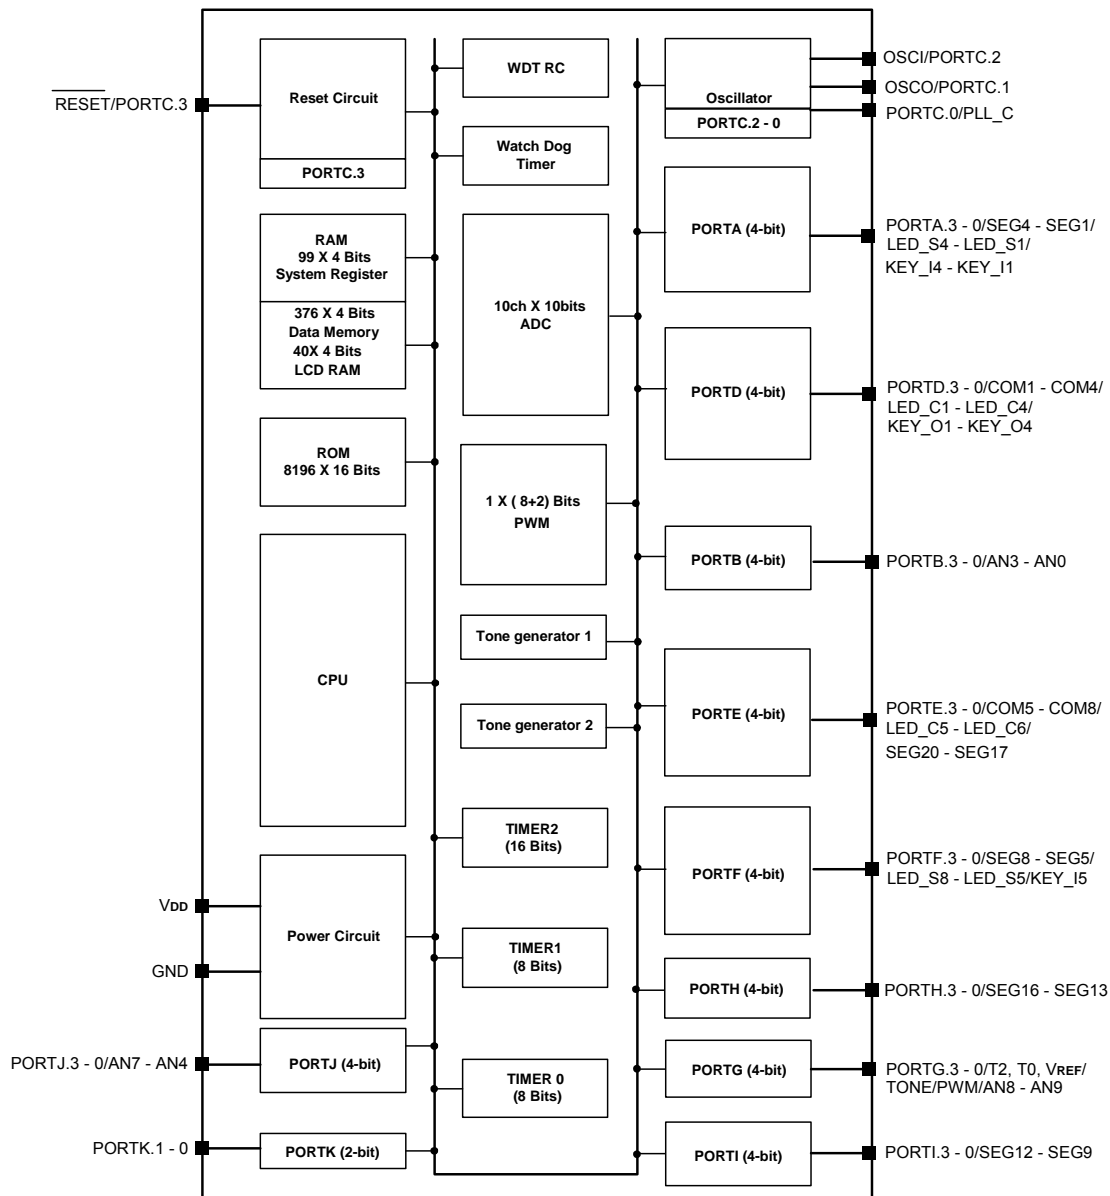 RESET/PORTC.3
Reset Circuit
PORTC.3
RAM
99 X 4 Bits
System Register
376 X 4 Bits
Data Memory
40X 4 Bits
LCD RAM
ROM
8196 X 16 Bits
CPU
VDD
GND
Power Circuit
PORTJ.3 - 0/AN7 - AN4
PORTJ (4-bit)
PORTK.1 - 0
PORTK (2-bit)
WDT RC
Watch Dog
Timer
10ch X 10bits
ADC
1 X ( 8+2) Bits
PWM
Tone generator 1
Tone generator 2
TIMER2
(16 Bits)
TIMER1
(8 Bits)
TIMER 0
(8 Bits)
Oscillator
PORTC.2 - 0
OSCI/PORTC.2
OSCO/PORTC.1
PORTC.0/PLL_C
PORTA (4-bit)
PORTA.3 - 0/SEG4 - SEG1/
LED_S4 - LED_S1/
KEY_I4 - KEY_I1
PORTD (4-bit)
PORTD.3 - 0/COM1 - COM4/
LED_C1 - LED_C4/
KEY_O1 - KEY_O4
PORTB (4-bit)
PORTB.3 - 0/AN3 - AN0
PORTE (4-bit)
PORTE.3 - 0/COM5 - COM8/
LED_C5 - LED_C6/
SEG20 - SEG17
PORTF (4-bit)
PORTF.3 - 0/SEG8 - SEG5/
LED_S8 - LED_S5/KEY_I5
PORTH (4-bit)
PORTH.3 - 0/SEG16 - SEG13
PORTG (4-bit)
PORTG.3 - 0/T2, T0, VREF/
TONE/PWM/AN8 - AN9
PORTI (4-bit)
PORTI.3 - 0/SEG12 - SEG9